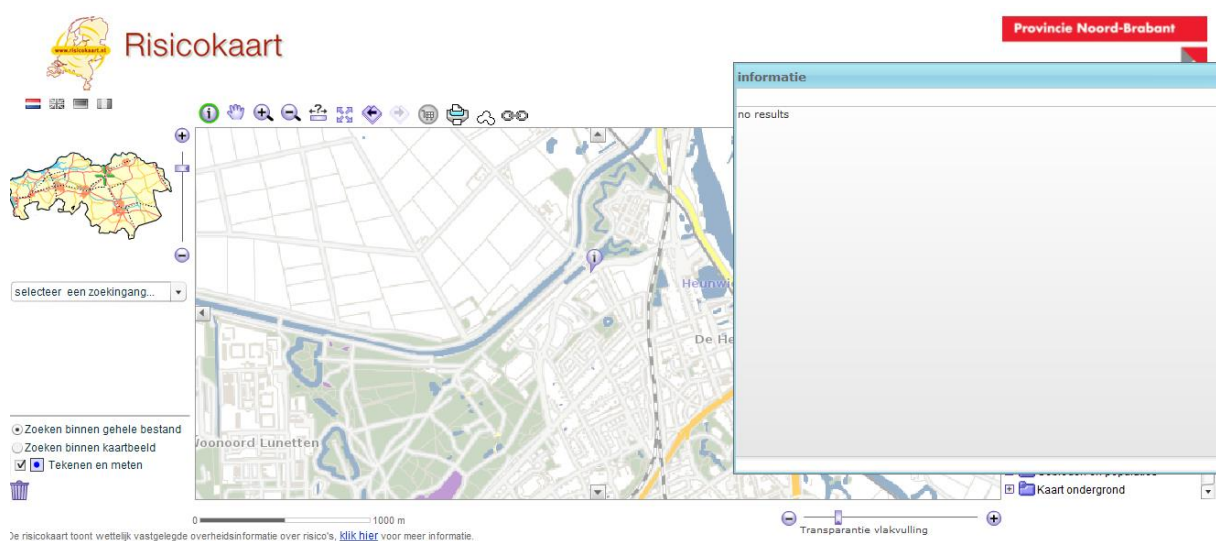 www.risicokaart.nl
Risicokaart
Provincie Noord-Brabant
informatie
no results
selecteer een zoekingang...
De He
Woonoord Lunetten
Zoeken binnen gehele bestand
Zoeken binnen kaartbeeld
Tekenen en meten
Kaart ondergrond
0 1000 m
Transparantie vlakvulling
De risicokaart toont wettelijk vastgelegde overheidsinformatie over risico's, klik hier voor meer informatie.